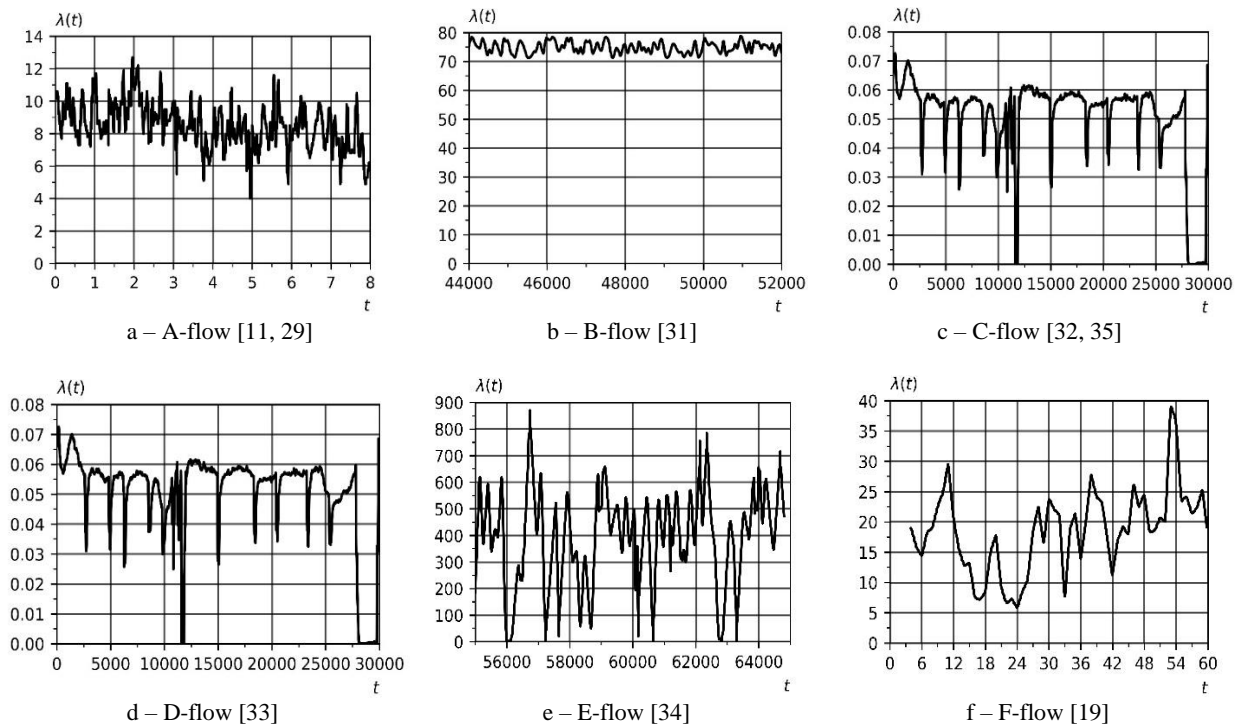 λ(t)
14
12
10
8
6
4
2
0
0 1 2 3 4 5 6 7 8
t
a – A-flow [11, 29]
λ(t)
80
70
60
50
40
30
20
10
0
44000 46000 48000 50000 52000
t
b – B-flow [31]
λ(t)
0.08
0.07
0.06
0.05
0.04
0.03
0.02
0.01
0.00
0 5000 10000 15000 20000 25000 30000
t
c – C-flow [32, 35]
λ(t)
0.08
0.07
0.06
0.05
0.04
0.03
0.02
0.01
0.00
0 5000 10000 15000 20000 25000 30000
t
d – D-flow [33]
λ(t)
900
800
700
600
500
400
300
200
100
0
56000 58000 60000 62000 64000
t
e – E-flow [34]
λ(t)
40
35
30
25
20
15
10
5
0
0 6 12 18 24 30 36 42 48 54 60
t
f – F-flow [19]